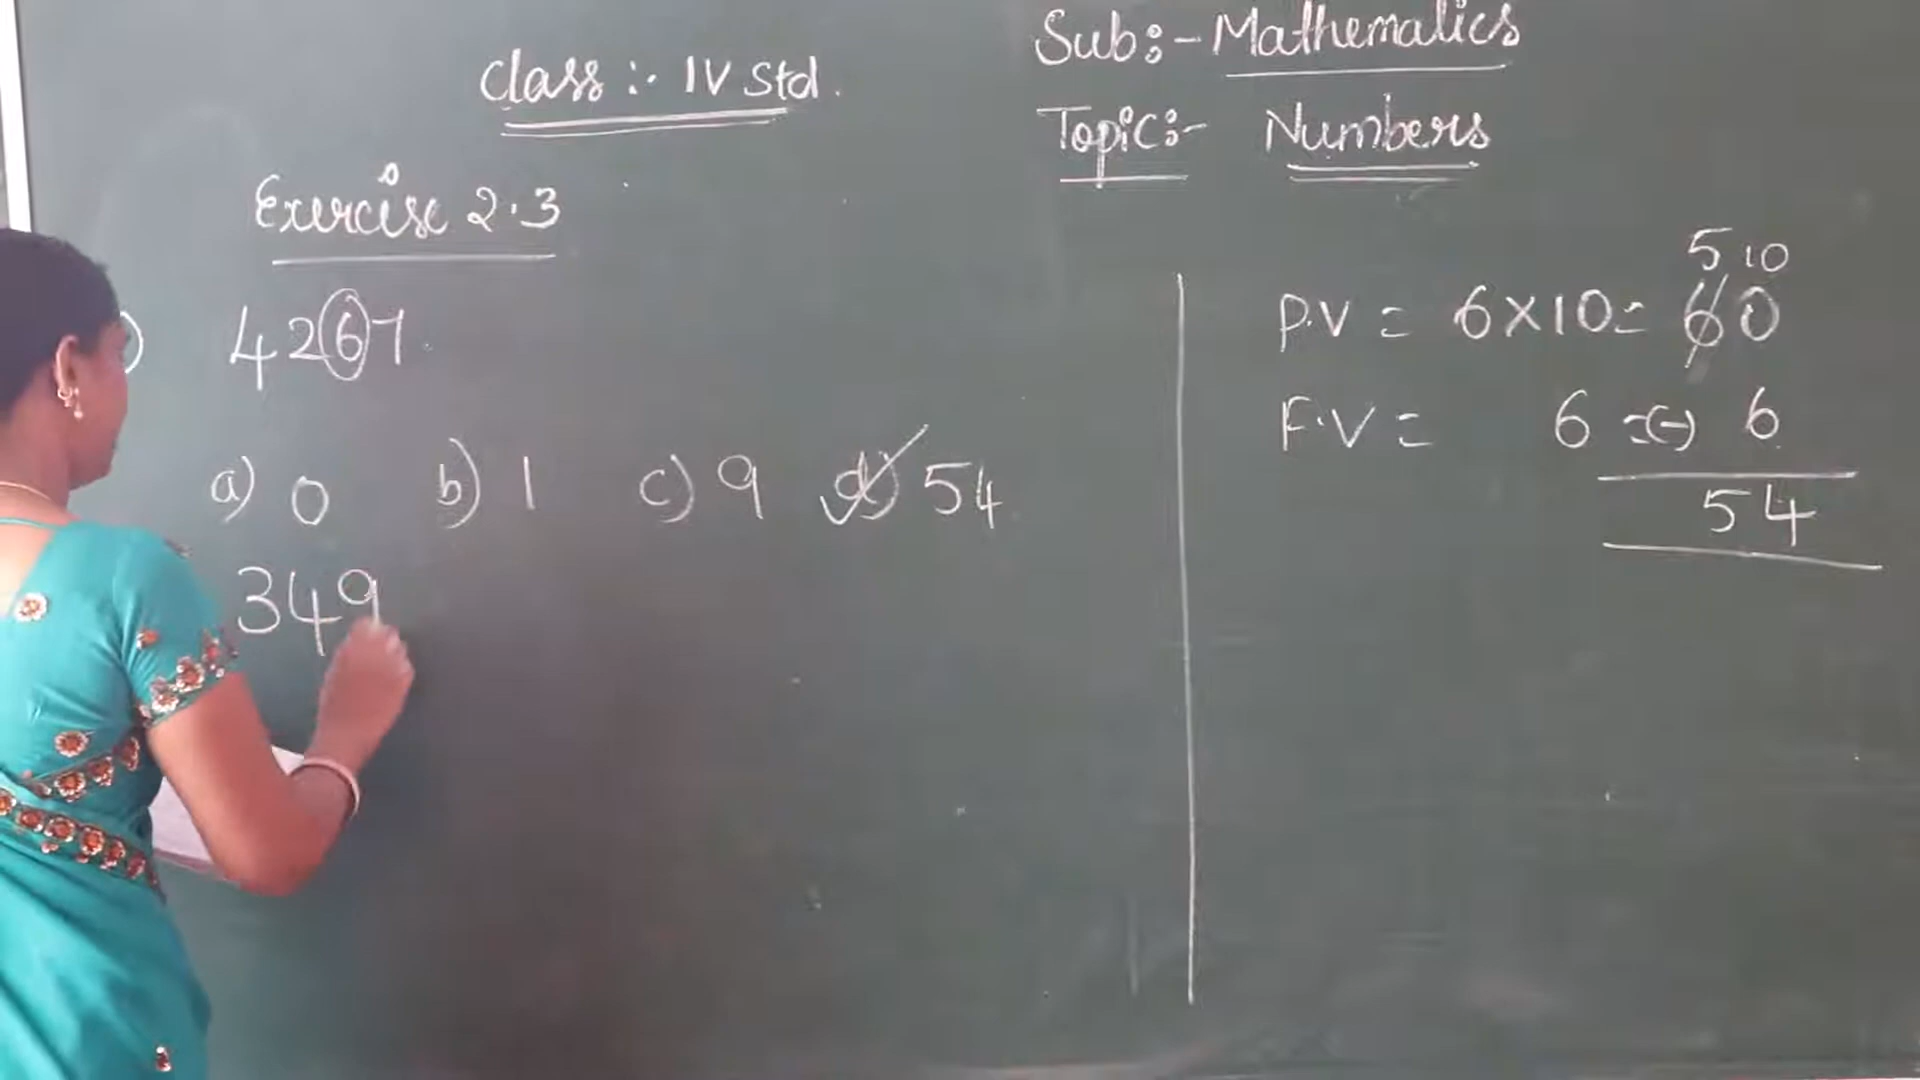 Class :- IV Std.
Sub:- Mathematics
Topic:- Numbers
Exercise 2.3
) 4267.
a) 0 b) 1 c) 9 d) 54
349
5 10
P.V = 6×10= 60
F.V = 6 =(-) 6
54